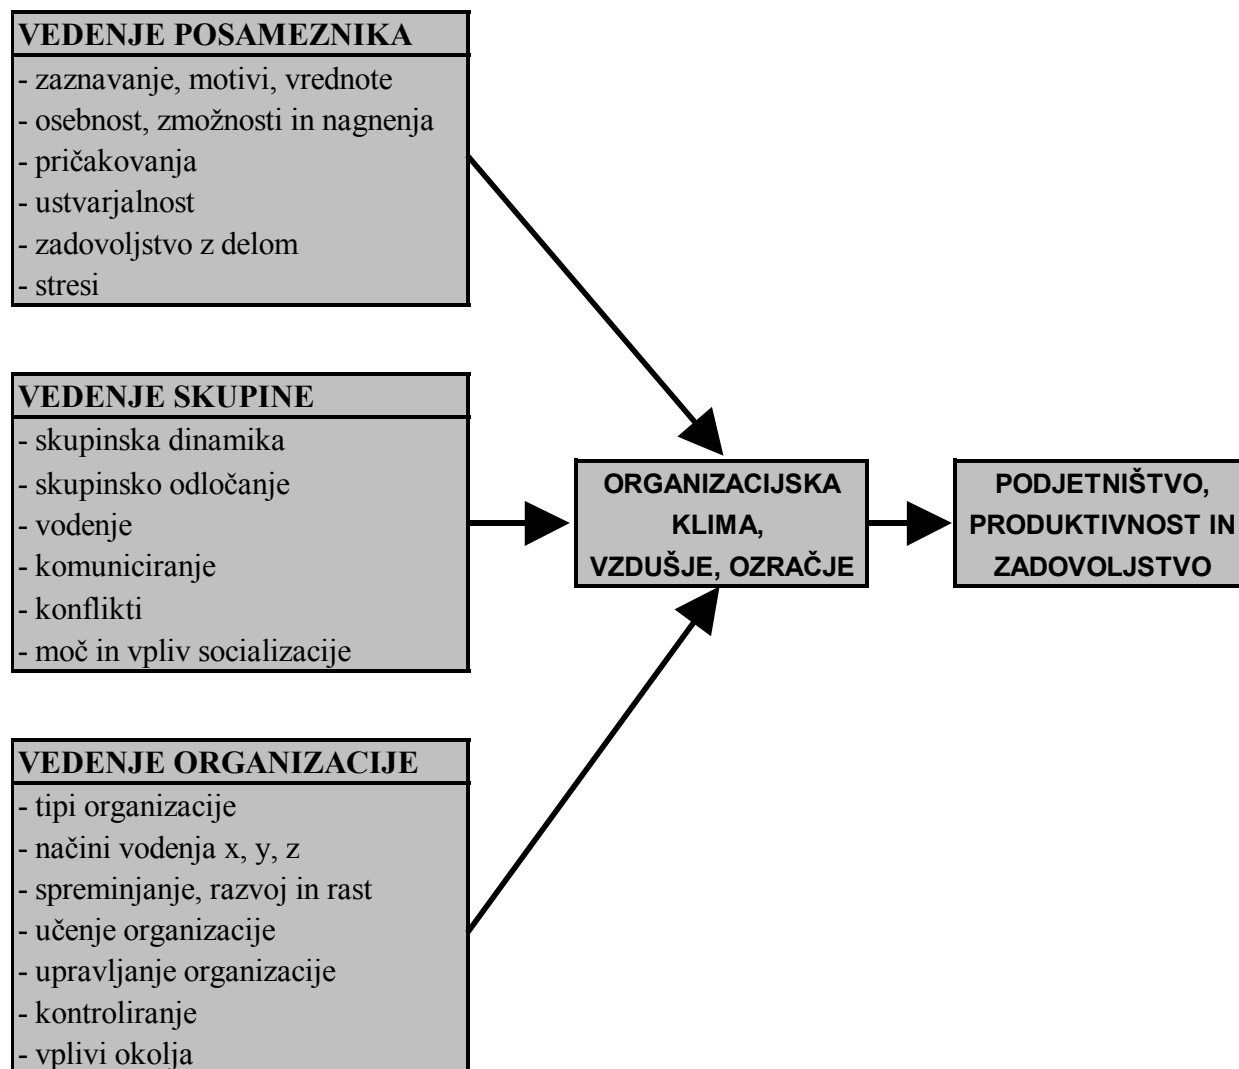 VEDENJE POSAMEZNIKA
- zaznavanje, motivi, vrednote
- osebnost, zmožnosti in nagnenja
- pričakovanja
- ustvarjalnost
- zadovoljstvo z delom
- stresi
VEDENJE SKUPINE
- skupinska dinamika
- skupinsko odločanje
- vodenje
- komuniciranje
- konflikti
- moč in vpliv socializacije
ORGANIZACIJSKA
KLIMA,
VZDUŠJE, OZRAČJE
PODJETNIŠTVO,
PRODUKTIVNOST IN
ZADOVOLJSTVO
VEDENJE ORGANIZACIJE
- tipi organizacije
- načini vodenja x, y, z
- spreminjanje, razvoj in rast
- učenje organizacije
- upravljanje organizacije
- kontroliranje
- vplivi okolja